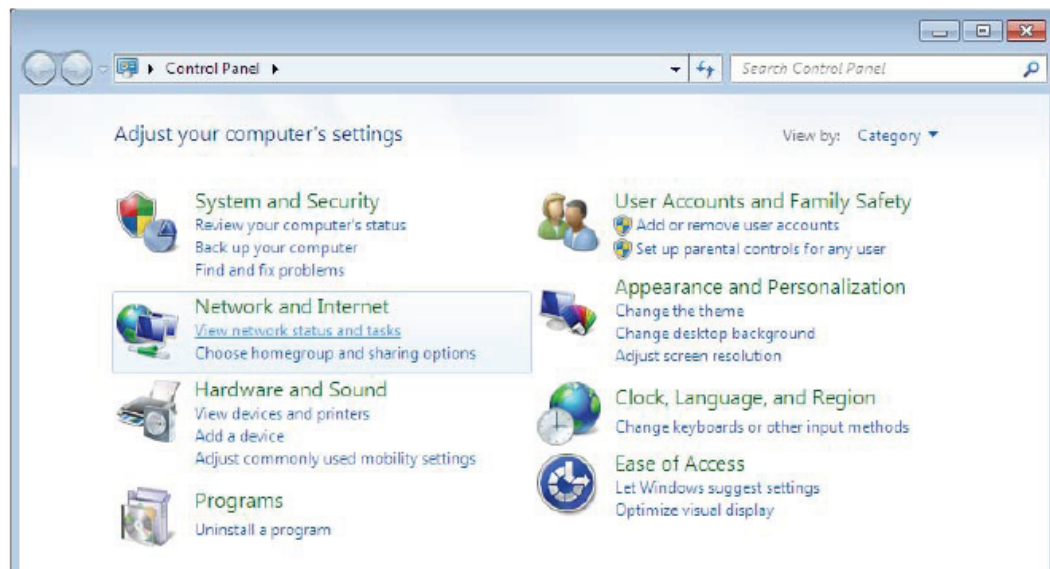 Control Panel
Search Control Panel
Adjust your computer's settings
View by: Category
System and Security
Review your computer's status
Back up your computer
Find and fix problems
Network and Internet
View network status and tasks
Choose homegroup and sharing options
Hardware and Sound
View devices and printers
Add a device
Adjust commonly used mobility settings
Programs
Uninstall a program
User Accounts and Family Safety
Add or remove user accounts
Set up parental controls for any user
Appearance and Personalization
Change the theme
Change desktop background
Adjust screen resolution
Clock, Language, and Region
Change keyboards or other input methods
Ease of Access
Let Windows suggest settings
Optimize visual display